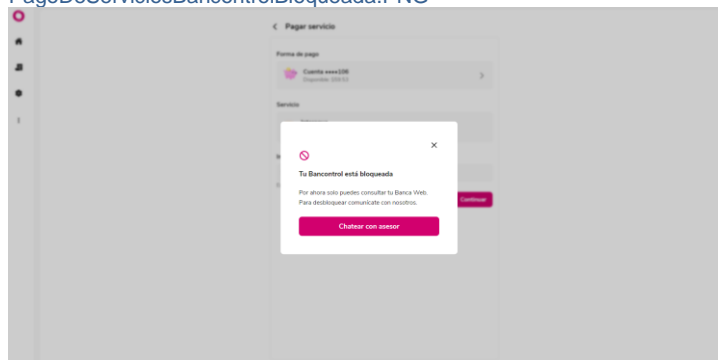 PagoDeServiciosBancontrolBloqueada.PNG
Pagar servicio
Forma de pago
Cuenta ••••108
Servicio
Tu Bancontrol está bloqueada
Por ahora solo puedes consultar tu Banca Web.
Para desbloquear comunícate con nosotros.
Continuar
Chatear con asesor